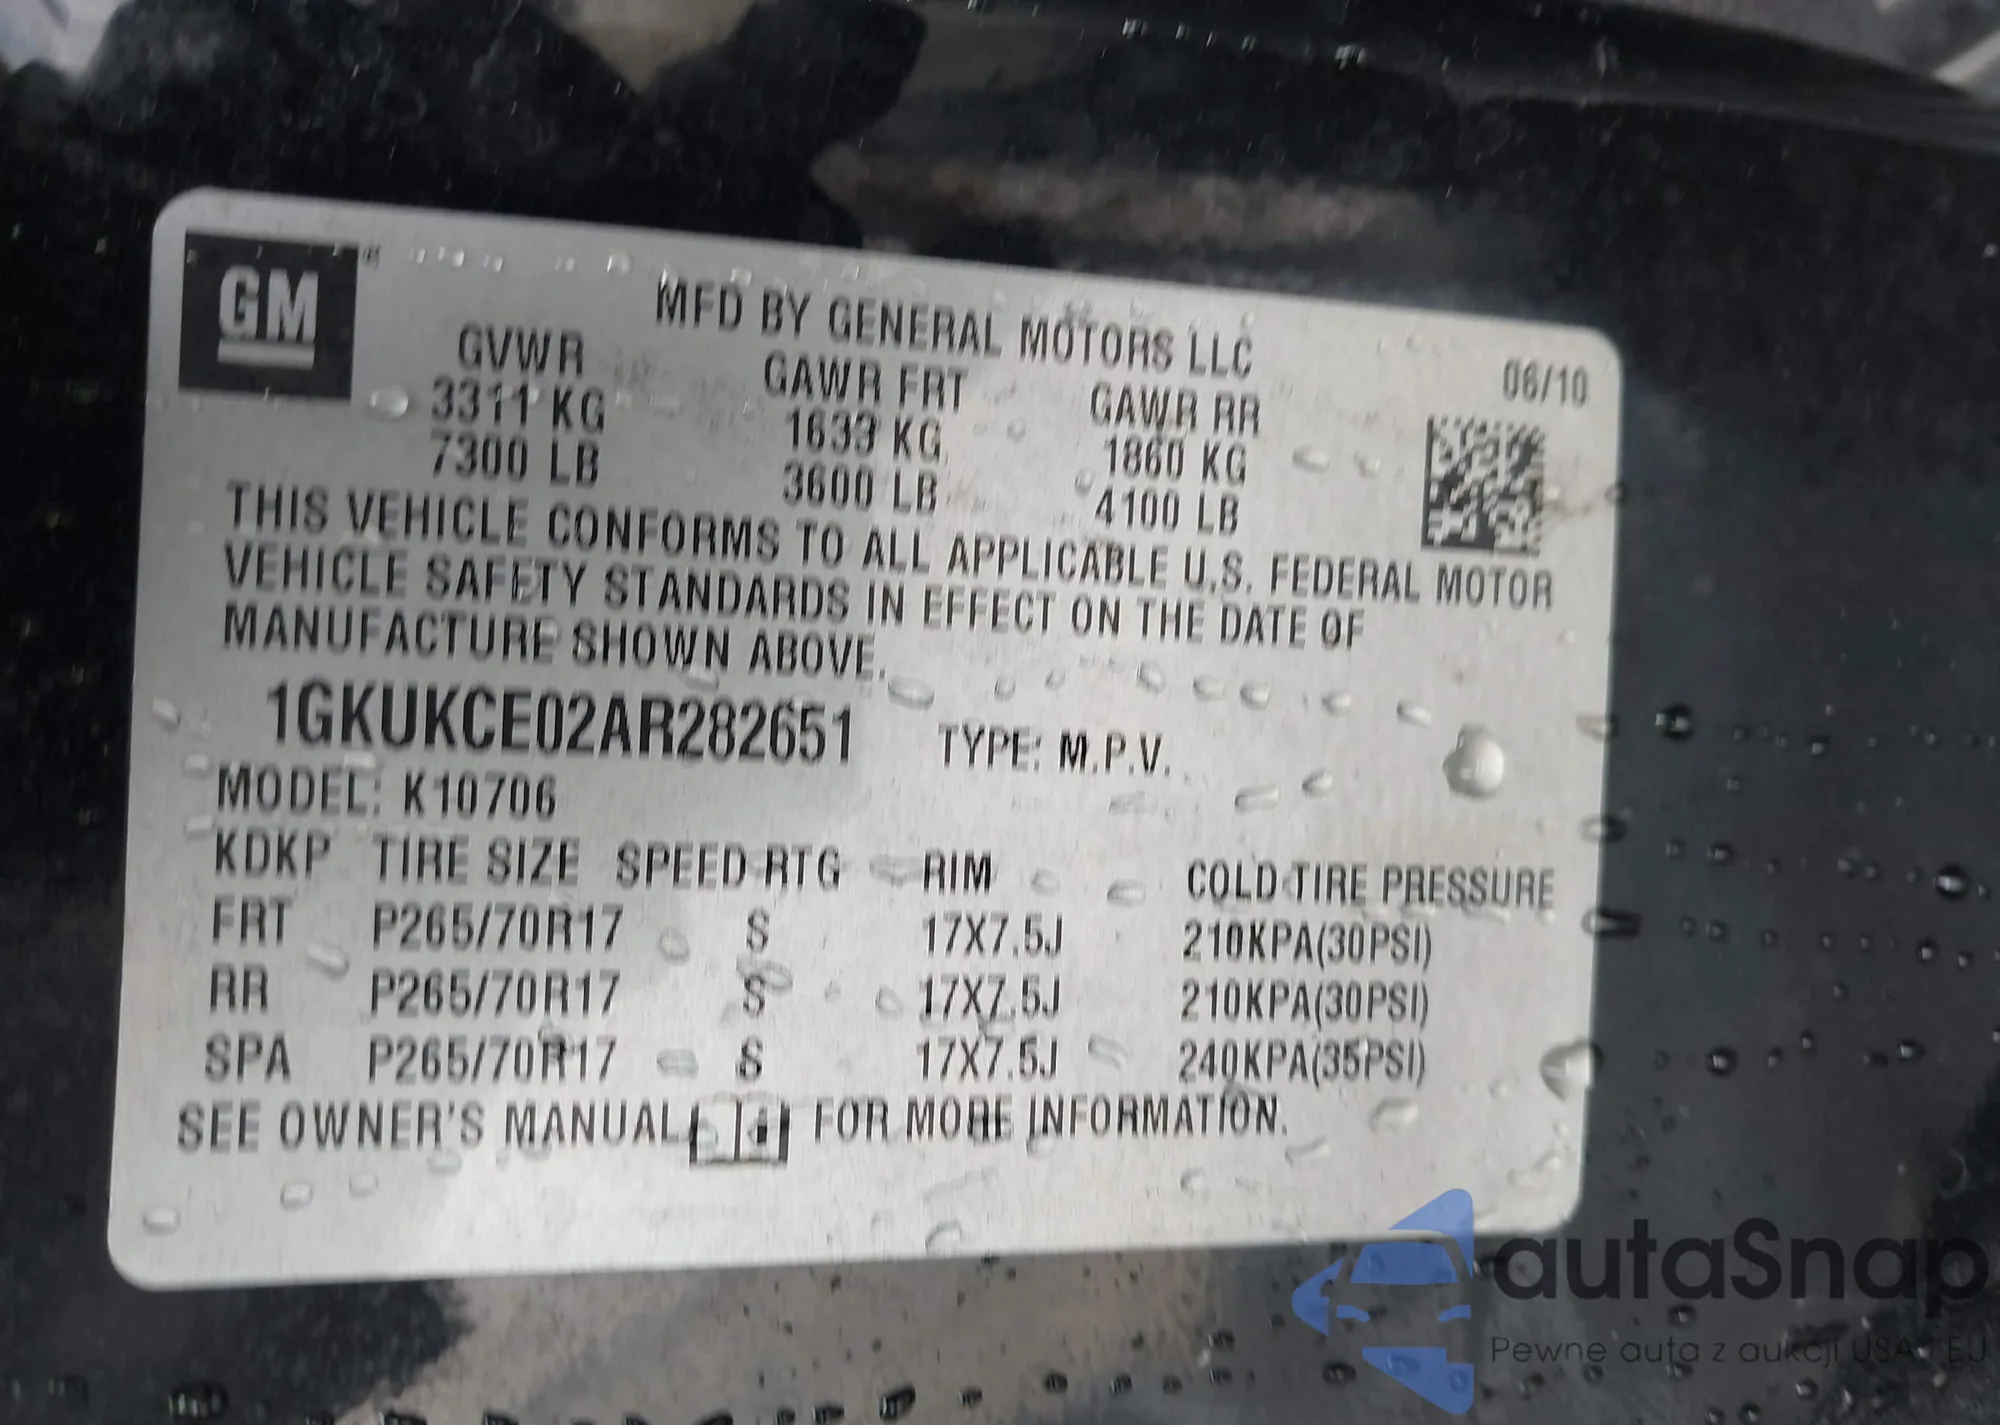 GM
MFD BY GENERAL MOTORS LLC
06/10
GVWR GAWR FRT GAWR RR
3311 KG 1633 KG 1860 KG
7300 LB 3600 LB 4100 LB
THIS VEHICLE CONFORMS TO ALL APPLICABLE U.S. FEDERAL MOTOR
VEHICLE SAFETY STANDARDS IN EFFECT ON THE DATE OF
MANUFACTURE SHOWN ABOVE.
1GKUKCE02AR282651 TYPE: M.P.V.
MODEL: K10706
KDKP TIRE SIZE SPEED RTG RIM COLD TIRE PRESSURE
FRT P265/70R17 S 17X7.5J 210KPA(30PSI)
RR P265/70R17 S 17X7.5J 210KPA(30PSI)
SPA P265/70R17 S 17X7.5J 240KPA(35PSI)
SEE OWNER'S MANUAL FOR MORE INFORMATION.
autaSnap
Pewne auta z aukcji USA i EU